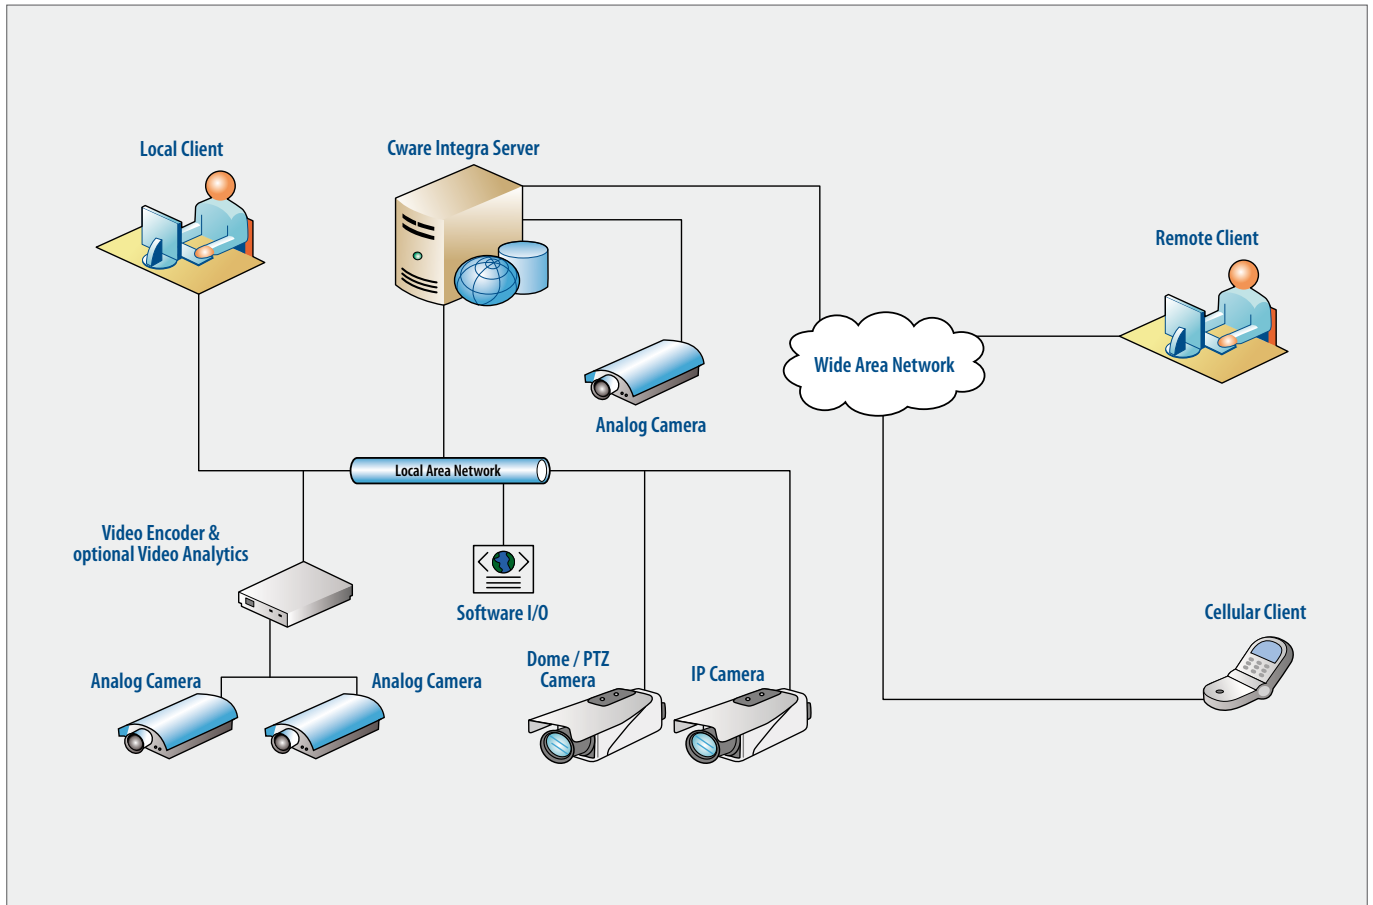 Local Client
Cware Integra Server
Remote Client
Wide Area Network
Analog Camera
Local Area Network
Video Encoder &
optional Video Analytics
Software I/O
Cellular Client
Dome / PTZ
Camera
IP Camera
Analog Camera
Analog Camera